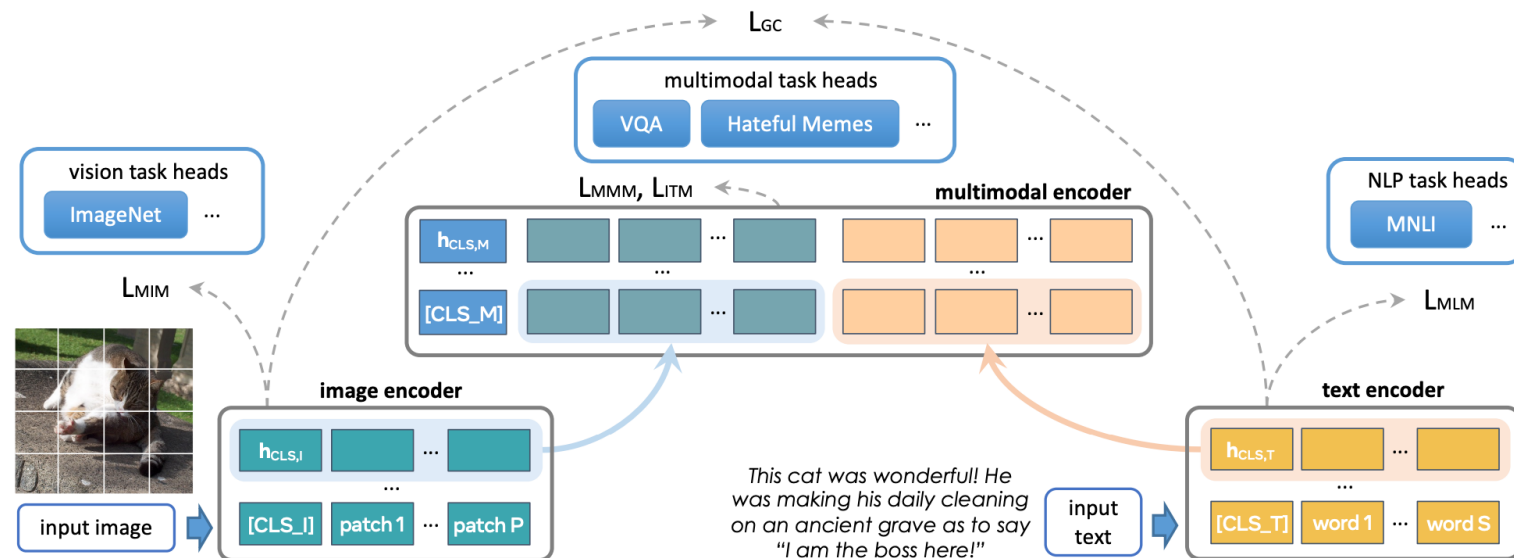 LGC
multimodal task heads
VQA
Hateful Memes
...
vision task heads
ImageNet
...
LMMM, LITM
multimodal encoder
NLP task heads
MNLI
...
hCLS,M
...
...
...
...
...
[CLS_M]
...
...
LMIM
LMLM
image encoder
text encoder
hCLS,I
...
...
hCLS,T
...
...
input image
[CLS_I]
patch 1
...
patch P
This cat was wonderful! He
was making his daily cleaning
on an ancient grave as to say
“I am the boss here!”
input
text
[CLS_T]
word 1
...
word S